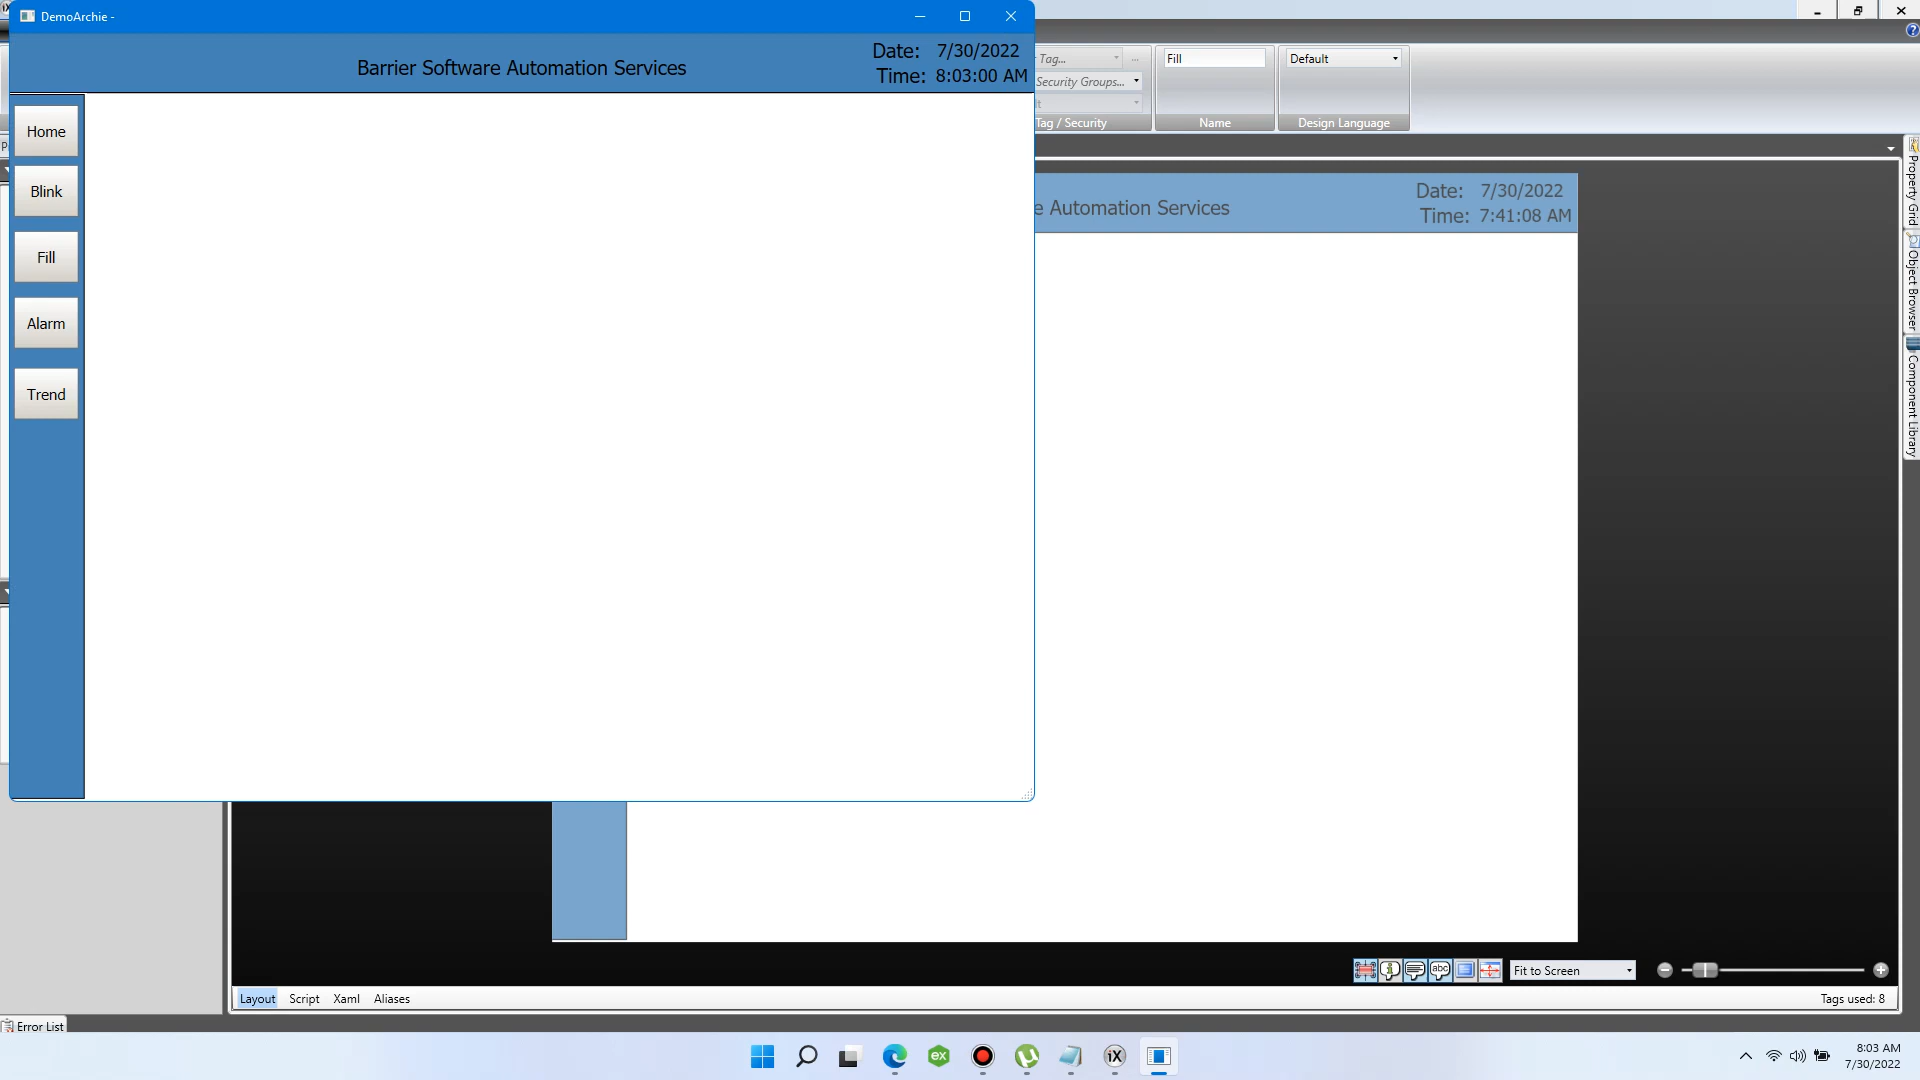 DemoArchie -
Barrier Software Automation Services
Date: 7/30/2022
Time: 8:03:00 AM
Home
Blink
Fill
Alarm
Trend
Tag...
...
Security Groups...
Tag / Security
Fill
Name
Default
Design Language
e Automation Services
Date: 7/30/2022
Time: 7:41:08 AM
Property Grid
Object Browser
Component Library
abc
Fit to Screen
Layout Script Xaml Aliases
Tags used: 8
Error List
ex
iX
8:03 AM
7/30/2022